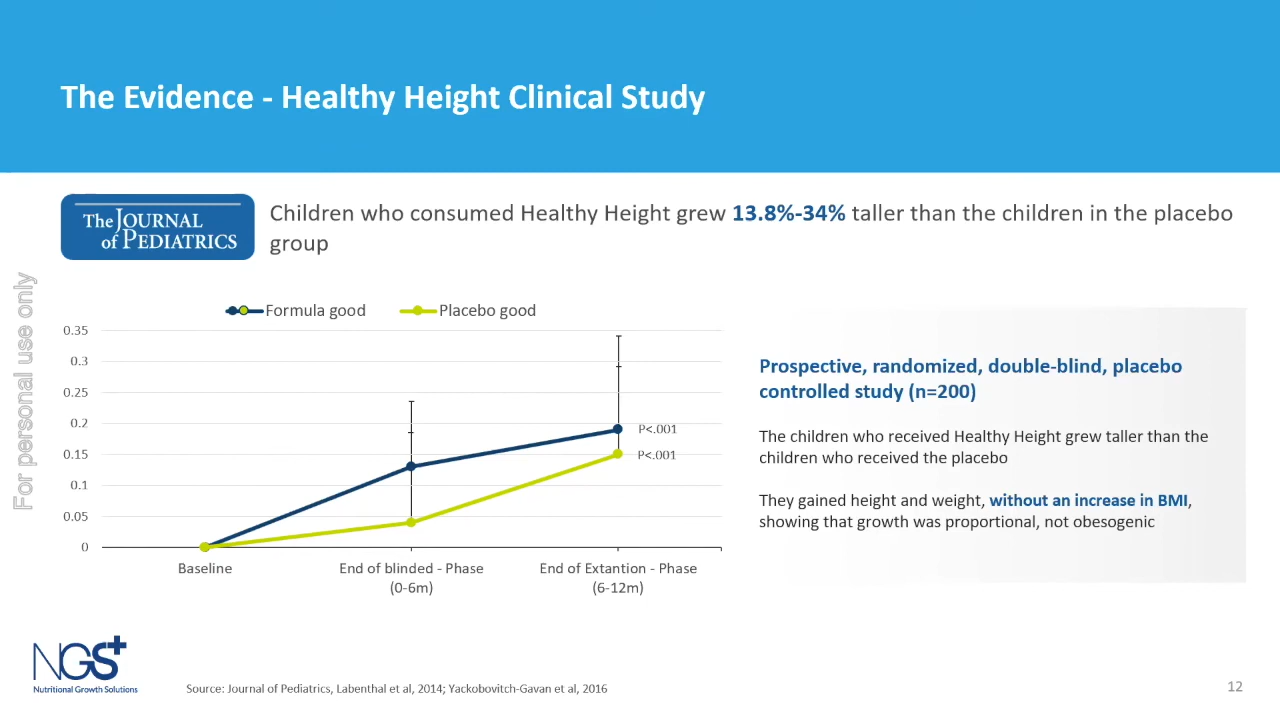 The Evidence - Healthy Height Clinical Study
The JOURNAL
of PEDIATRICS
Children who consumed Healthy Height grew 13.8%-34% taller than the children in the placebo
group
For personal use only
Formula good
Placebo good
0.35
0.3
0.25
0.2
0.15
0.1
0.05
0
P<.001
P<.001
Baseline
End of blinded - Phase
(0-6m)
End of Extantion - Phase
(6-12m)
Prospective, randomized, double-blind, placebo
controlled study (n=200)
The children who received Healthy Height grew taller than the
children who received the placebo
They gained height and weight, without an increase in BMI,
showing that growth was proportional, not obesogenic
NGS+
Nutritional Growth Solutions
Source: Journal of Pediatrics, Labenthal et al, 2014; Yackobovitch-Gavan et al, 2016
12